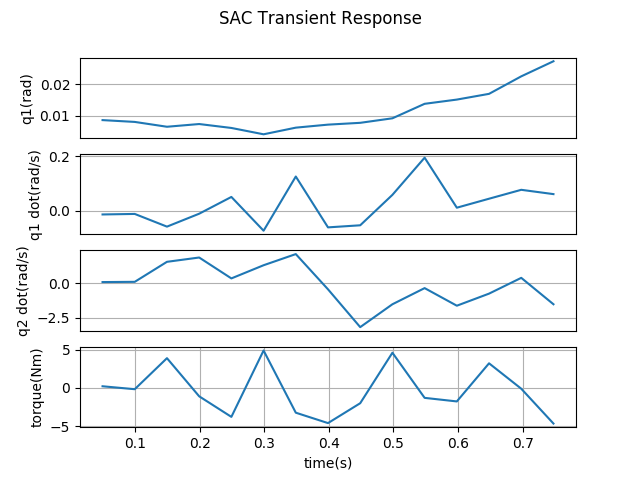 SAC Transient Response
q1(rad)
0.02
0.01
q1 dot(rad/s)
0.2
0.0
q2 dot(rad/s)
0.0
−2.5
torque(Nm)
5
0
−5
0.1 0.2 0.3 0.4 0.5 0.6 0.7
time(s)